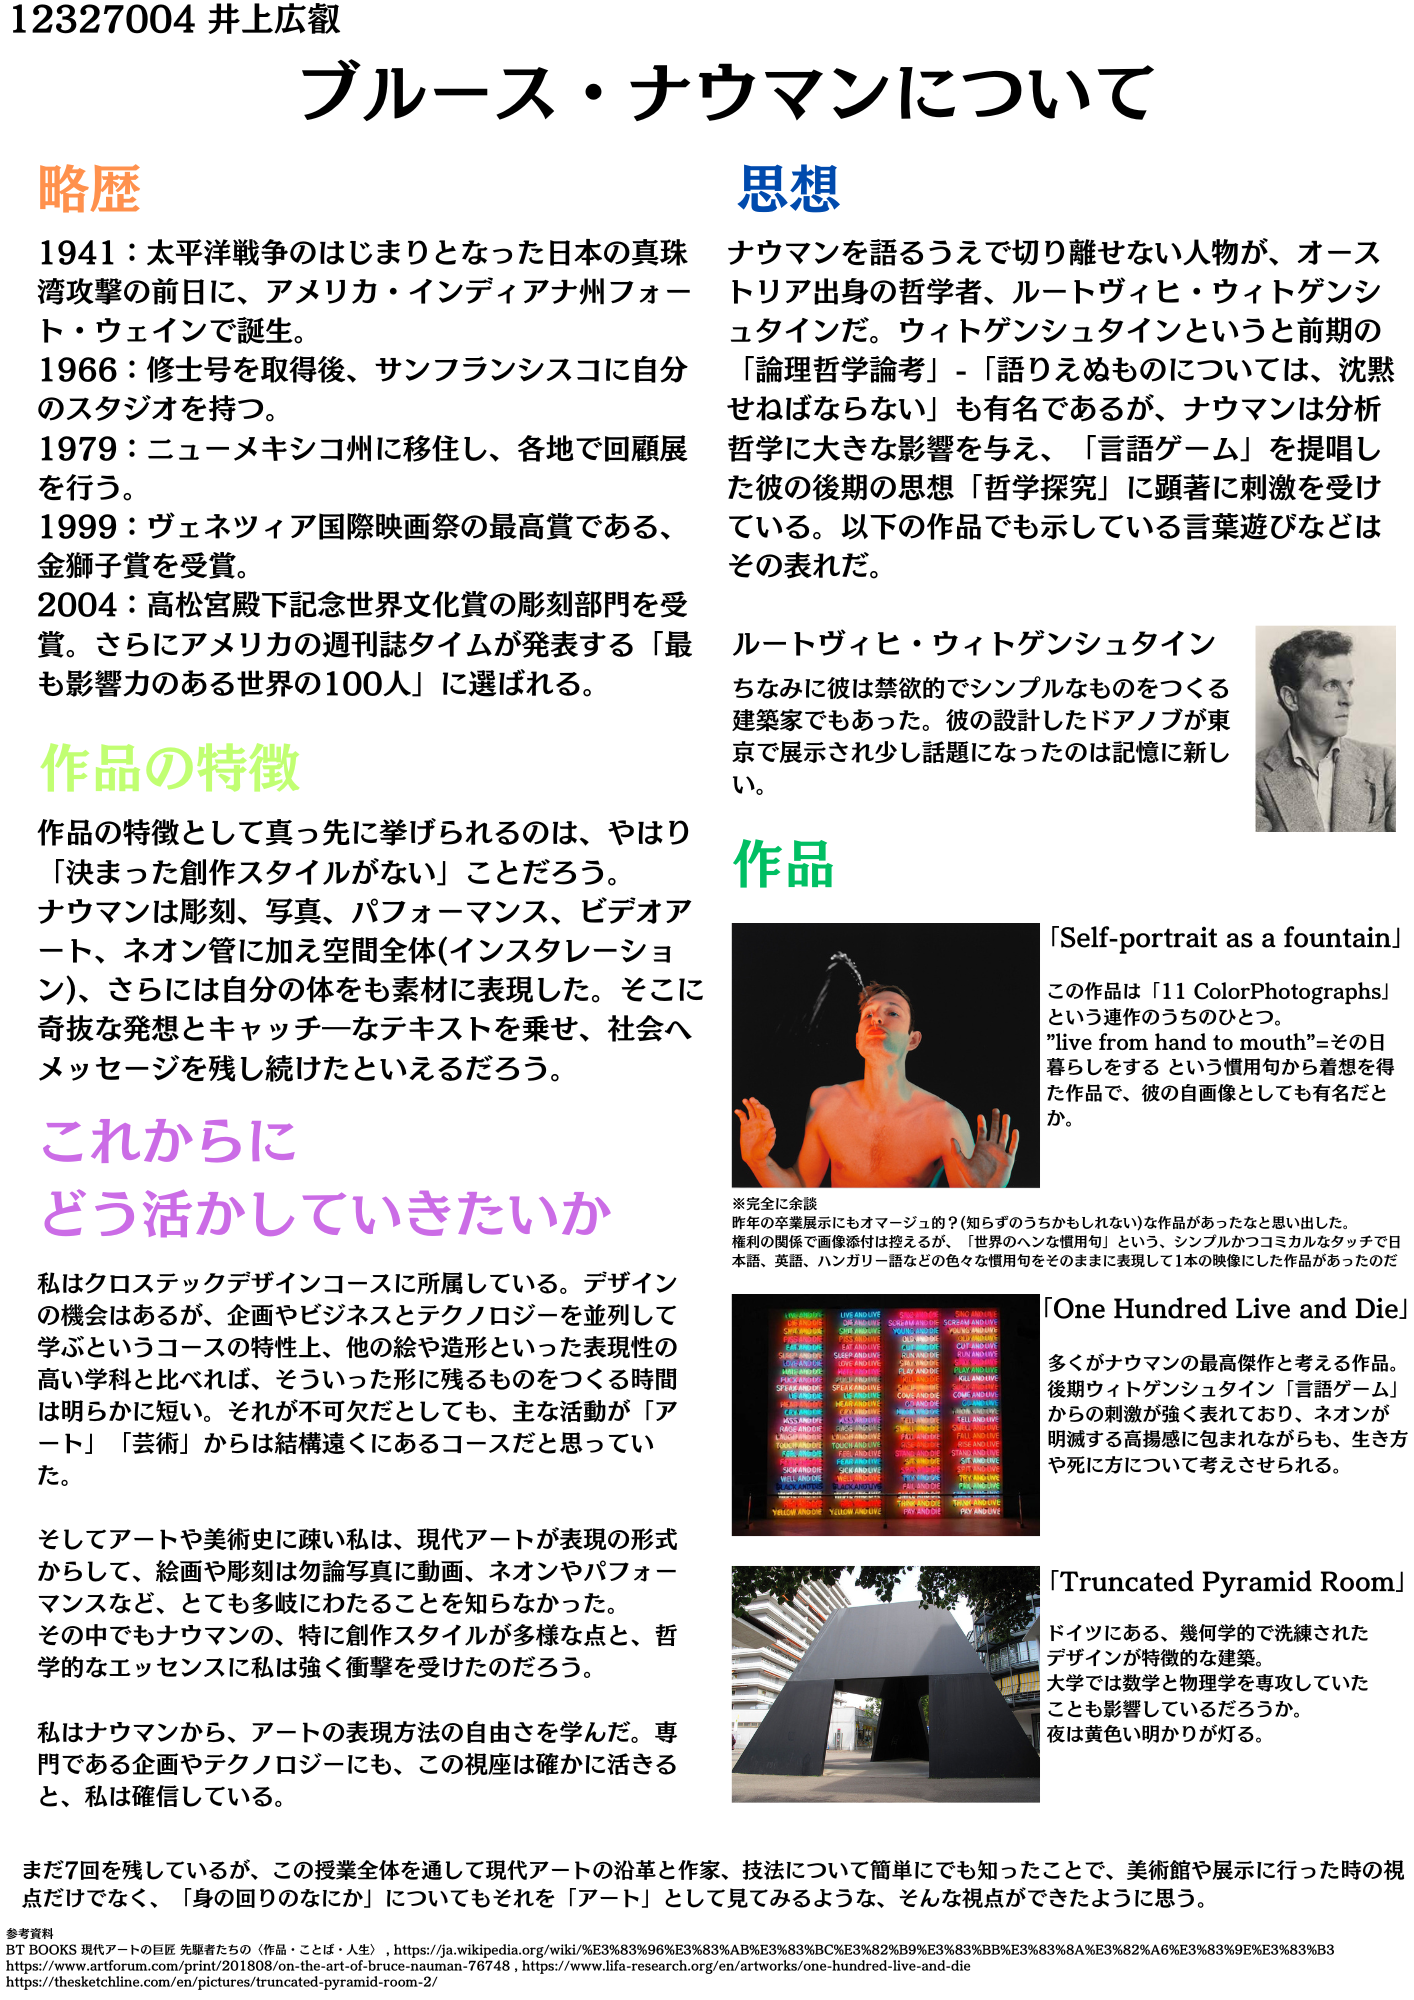 12327004 井上広叡
ブルース・ナウマンについて
略歴
1941：太平洋戦争のはじまりとなった日本の真珠
湾攻撃の前日に、アメリカ・インディアナ州フォー
ト・ウェインで誕生。
1966：修士号を取得後、サンフランシスコに自分
のスタジオを持つ。
1979：ニューメキシコ州に移住し、各地で回顧展
を行う。
1999：ヴェネツィア国際映画祭の最高賞である、
金獅子賞を受賞。
2004：高松宮殿下記念世界文化賞の彫刻部門を受
賞。さらにアメリカの週刊誌タイムが発表する「最
も影響力のある世界の100人」に選ばれる。
作品の特徴
作品の特徴として真っ先に挙げられるのは、やはり
「決まった創作スタイルがない」ことだろう。
ナウマンは彫刻、写真、パフォーマンス、ビデオア
ート、ネオン管に加え空間全体(インスタレーショ
ン)、さらには自分の体をも素材に表現した。そこに
奇抜な発想とキャッチ―なテキストを乗せ、社会へ
メッセージを残し続けたといえるだろう。
これからに
どう活かしていきたいか
私はクロステックデザインコースに所属している。デザイン
の機会はあるが、企画やビジネスとテクノロジーを並列して
学ぶというコースの特性上、他の絵や造形といった表現性の
高い学科と比べれば、そういった形に残るものをつくる時間
は明らかに短い。それが不可欠だとしても、主な活動が「ア
ート」「芸術」からは結構遠くにあるコースだと思ってい
た。
そしてアートや美術史に疎い私は、現代アートが表現の形式
からして、絵画や彫刻は勿論写真に動画、ネオンやパフォー
マンスなど、とても多岐にわたることを知らなかった。
その中でもナウマンの、特に創作スタイルが多様な点と、哲
学的なエッセンスに私は強く衝撃を受けたのだろう。
私はナウマンから、アートの表現方法の自由さを学んだ。専
門である企画やテクノロジーにも、この視座は確かに活きる
と、私は確信している。
思想
ナウマンを語るうえで切り離せない人物が、オース
トリア出身の哲学者、ルートヴィヒ・ウィトゲンシ
ュタインだ。ウィトゲンシュタインというと前期の
「論理哲学論考」-「語りえぬものについては、沈黙
せねばならない」も有名であるが、ナウマンは分析
哲学に大きな影響を与え、「言語ゲーム」を提唱し
た彼の後期の思想「哲学探究」に顕著に刺激を受け
ている。以下の作品でも示している言葉遊びなどは
その表れだ。
ルートヴィヒ・ウィトゲンシュタイン
ちなみに彼は禁欲的でシンプルなものをつくる
建築家でもあった。彼の設計したドアノブが東
京で展示され少し話題になったのは記憶に新し
い。
作品
「Self-portrait as a fountain」
この作品は「11 ColorPhotographs」
という連作のうちのひとつ。
”live from hand to mouth”=その日
暮らしをする という慣用句から着想を得
た作品で、彼の自画像としても有名だと
か。
※完全に余談
昨年の卒業展示にもオマージュ的？(知らずのうちかもしれない)な作品があったなと思い出した。
権利の関係で画像添付は控えるが、「世界のヘンな慣用句」という、シンプルかつコミカルなタッチで日
本語、英語、ハンガリー語などの色々な慣用句をそのままに表現して1本の映像にした作品があったのだ
「One Hundred Live and Die」
多くがナウマンの最高傑作と考える作品。
後期ウィトゲンシュタイン「言語ゲーム」
からの刺激が強く表れており、ネオンが
明滅する高揚感に包まれながらも、生き方
や死に方について考えさせられる。
「Truncated Pyramid Room」
ドイツにある、幾何学的で洗練された
デザインが特徴的な建築。
大学では数学と物理学を専攻していた
ことも影響しているだろうか。
夜は黄色い明かりが灯る。
まだ7回を残しているが、この授業全体を通して現代アートの沿革と作家、技法について簡単にでも知ったことで、美術館や展示に行った時の視
点だけでなく、「身の回りのなにか」についてもそれを「アート」として見てみるような、そんな視点ができたように思う。
参考資料
BT BOOKS 現代アートの巨匠 先駆者たちの〈作品・ことば・人生〉 , https://ja.wikipedia.org/wiki/%E3%83%96%E3%83%AB%E3%83%BC%E3%82%B9%E3%83%BB%E3%83%8A%E3%82%A6%E3%83%9E%E3%83%B3
https://www.artforum.com/print/201808/on-the-art-of-bruce-nauman-76748 , https://www.lifa-research.org/en/artworks/one-hundred-live-and-die
https://thesketchline.com/en/pictures/truncated-pyramid-room-2/